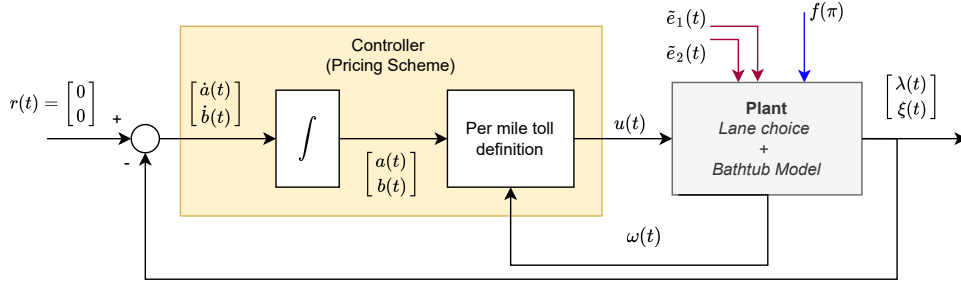 Controller
(Pricing Scheme)
ẽ₁(t)
ẽ₂(t)
f(π)
r(t) = [0 0]
+
-
[ȧ(t) ḃ(t)]
∫
[a(t) b(t)]
Per mile toll
definition
u(t)
Plant
Lane choice
+
Bathtub Model
[λ(t) ξ(t)]
ω(t)